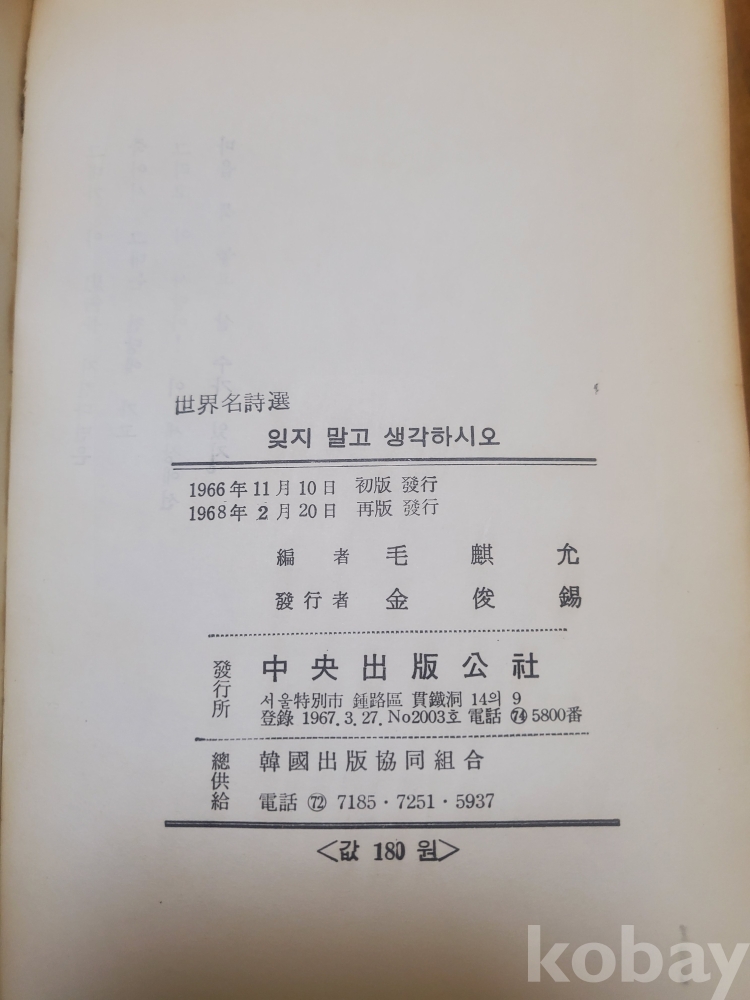 世界名詩選
잊지 말고 생각하시오
1966年 11月 10日 初版 發行
1968年 2月 20日 再版 發行
編者 毛麒允
發行者 金俊錫
發行所 中央出版公社
서울特別市 鍾路區 貫鐵洞 14의 9
登錄 1967.3.27. No2003호 電話 ㉔ 5800番
總供給 韓國出版協同組合
電話 72 7185・7251・5937
<값 180 원>
kobay